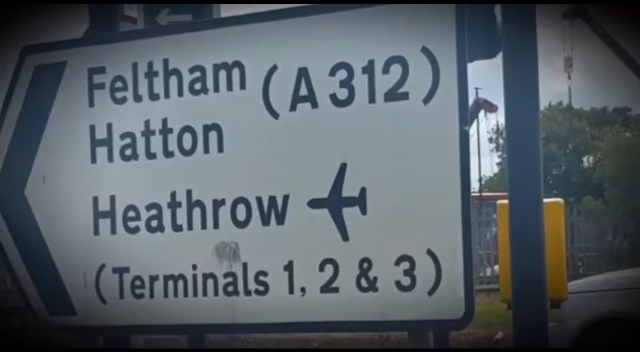 Feltham (A312)
Hatton
Heathrow
(Terminals 1, 2 & 3)